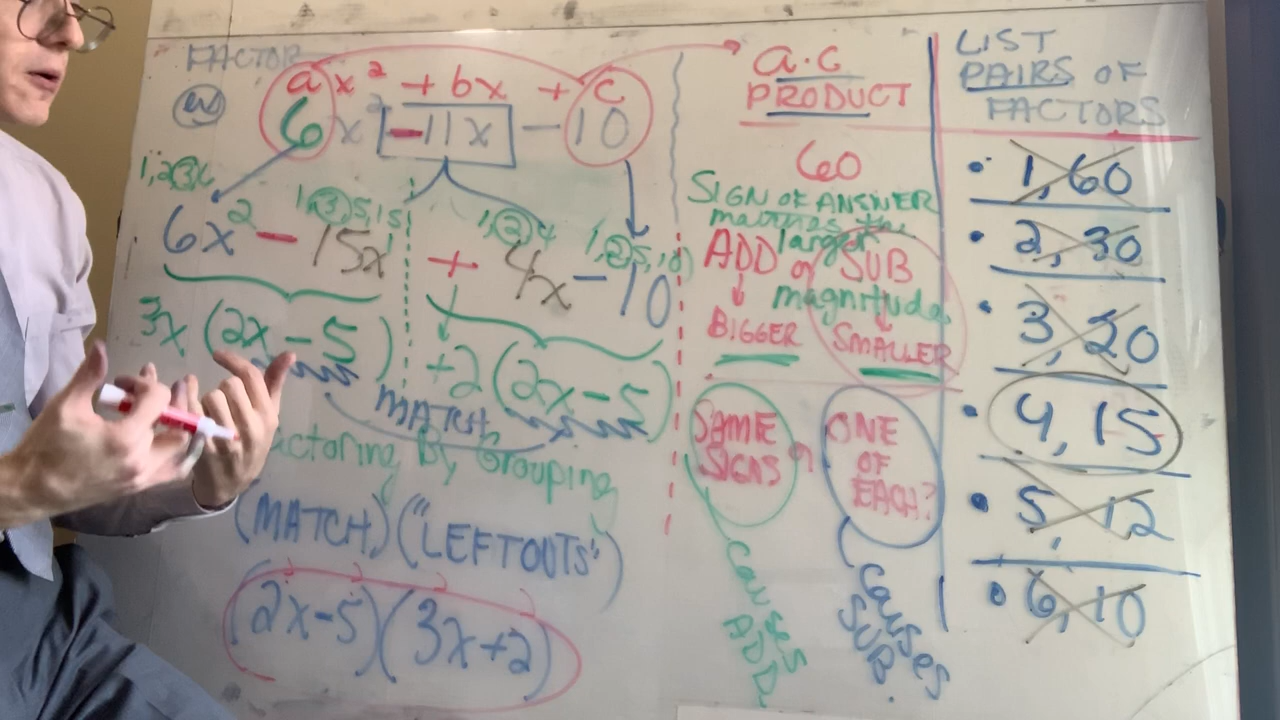 FACTOR
ax² + bx + c
ex
6x² -11x -10
1,2,3,6
1,3,5,15
1,2,4
1,2,5,10
6x² - 15x + 4x - 10
3x (2x - 5) +2 (2x - 5)
MATCH
actoring By Grouping
(MATCH)("LEFTOUTS")
(2x-5)(3x+2)
a.c
PRODUCT
60
SIGN OF ANSWER
matches the
larger
magnitude
ADD or SUB
BIGGER SMALLER
SAME SIGNS or ONE OF EACH?
CAUSES ADD
CAUSES SUB.
LIST
PAIRS OF
FACTORS
• 1, 60
• 2, 30
• 3, 20
• 4, 15
• 5, 12
• 6, 10